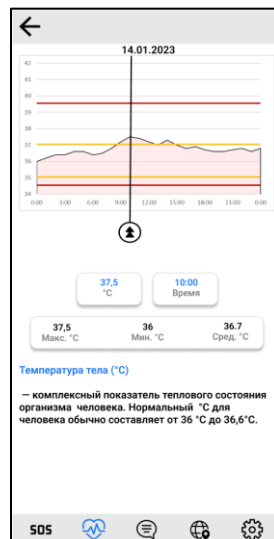 14.01.2023
42
41
40
39
38
37
36
35
34
0:00 3:00 6:00 9:00 12:00 15:00 18:00 21:00 0:00
37,5 10:00
°C Время
37,5 36 36.7
Макс. °C Мин. °C Сред. °C
Температура тела (°C)
— комплексный показатель теплового состояния
организма человека. Нормальный °C для
человека обычно составляет от 36 °C до 36,6°C.
SOS